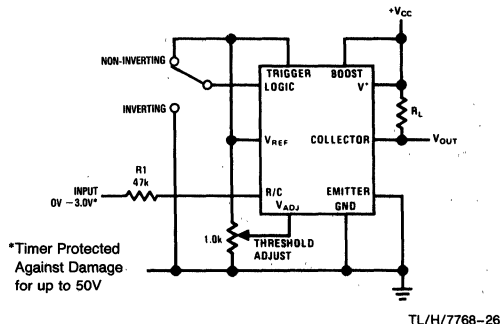 +VCC
NON-INVERTING
TRIGGER
BOOST
LOGIC
V+
RL
INVERTING
VREF
COLLECTOR
VOUT
R1
47k
INPUT
0V –3.0V*
R/C
EMITTER
VADJ
GND
1.0k
THRESHOLD
ADJUST
*Timer Protected
Against Damage
for up to 50V
TL/H/7768–26